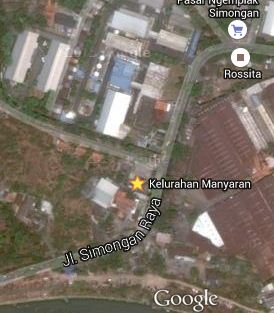 Pasar Ngemplak
Simongan
Rossita
Kelurahan Manyaran
Jl. Simongan Raya
Google